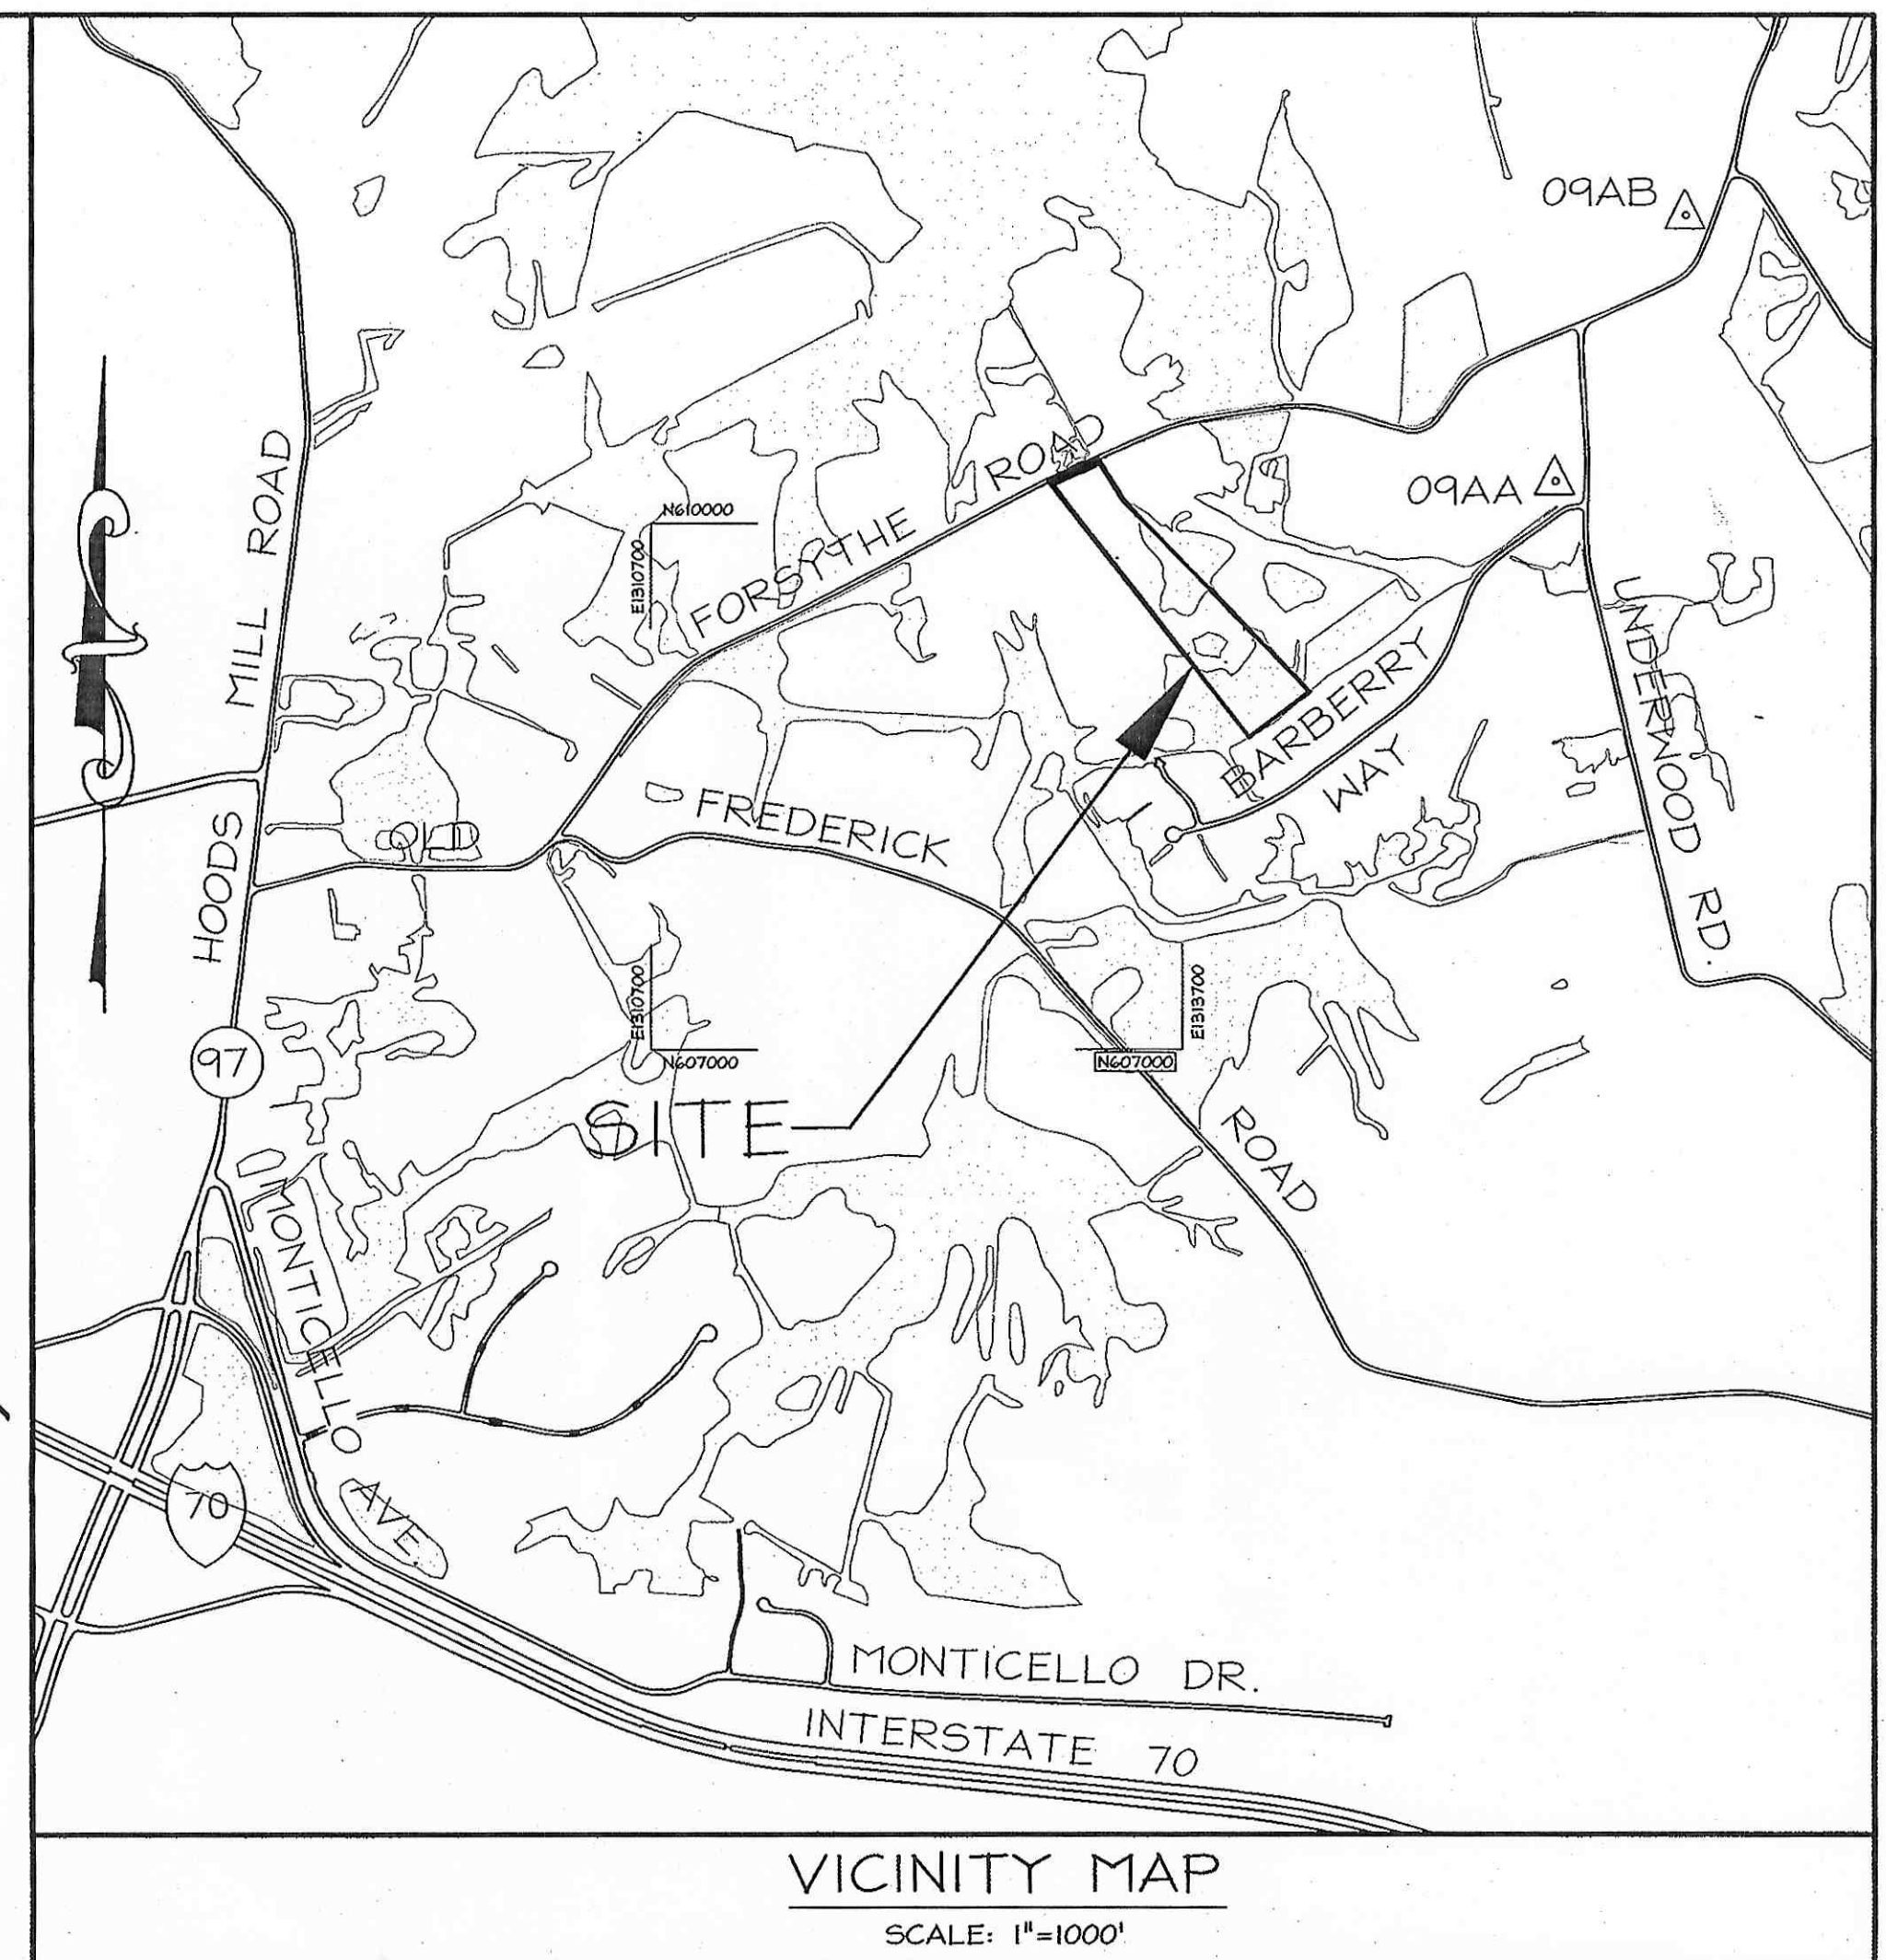 09AB
09AA
N610000
E1310700
FORSYTHE ROAD
HOODS MILL ROAD
UNDERWOOD RD.
BARBERRY WAY
OLD FREDERICK ROAD
E1310700
N607000
E1313700
N607000
97
SITE
MONTICELLO AVE.
70
MONTICELLO DR.
INTERSTATE 70
VICINITY MAP
SCALE: 1"=1000'